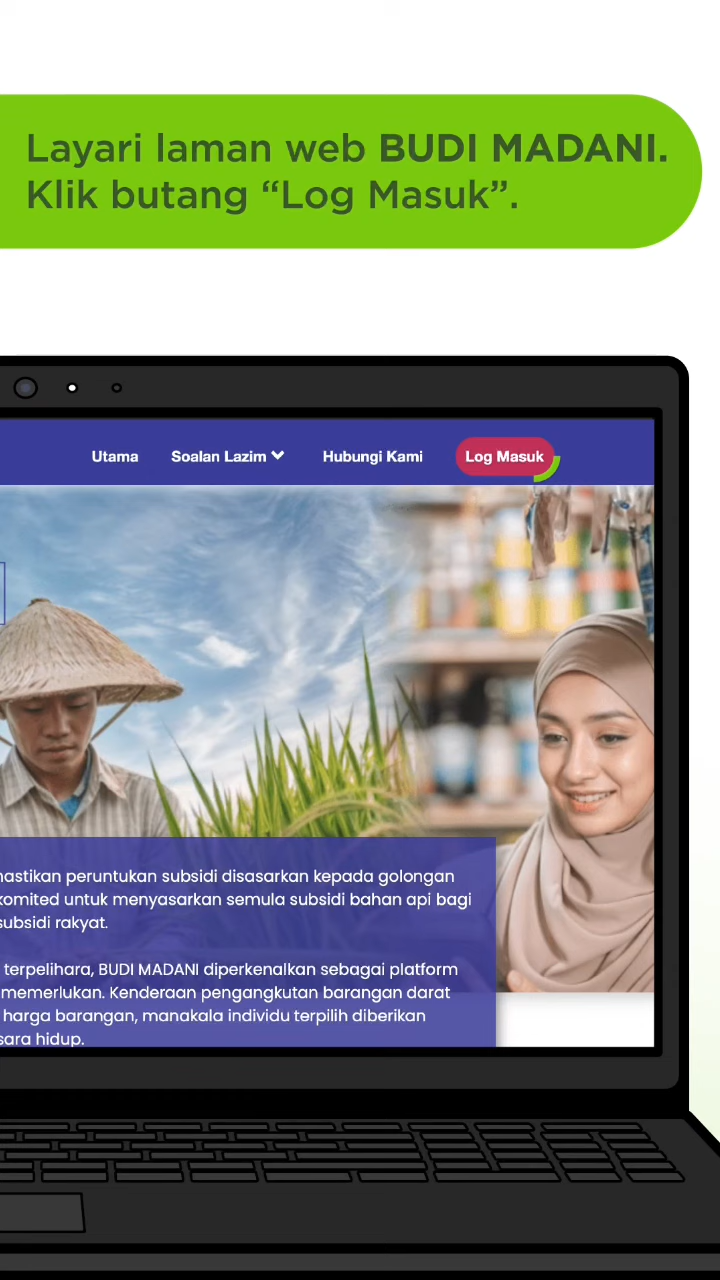 Layari laman web BUDI MADANI.
Klik butang “Log Masuk”.
Utama Soalan Lazim Hubungi Kami Log Masuk
peruntukan subsidi disasarkan kepada golongan
untuk menyasarkan semula subsidi bahan api bagi
subsidi rakyat.
terpelihara, BUDI MADANI diperkenalkan sebagai platform
memerlukan. Kenderaan pengangkutan barangan darat
harga barangan, manakala individu terpilih diberikan
sara hidup.